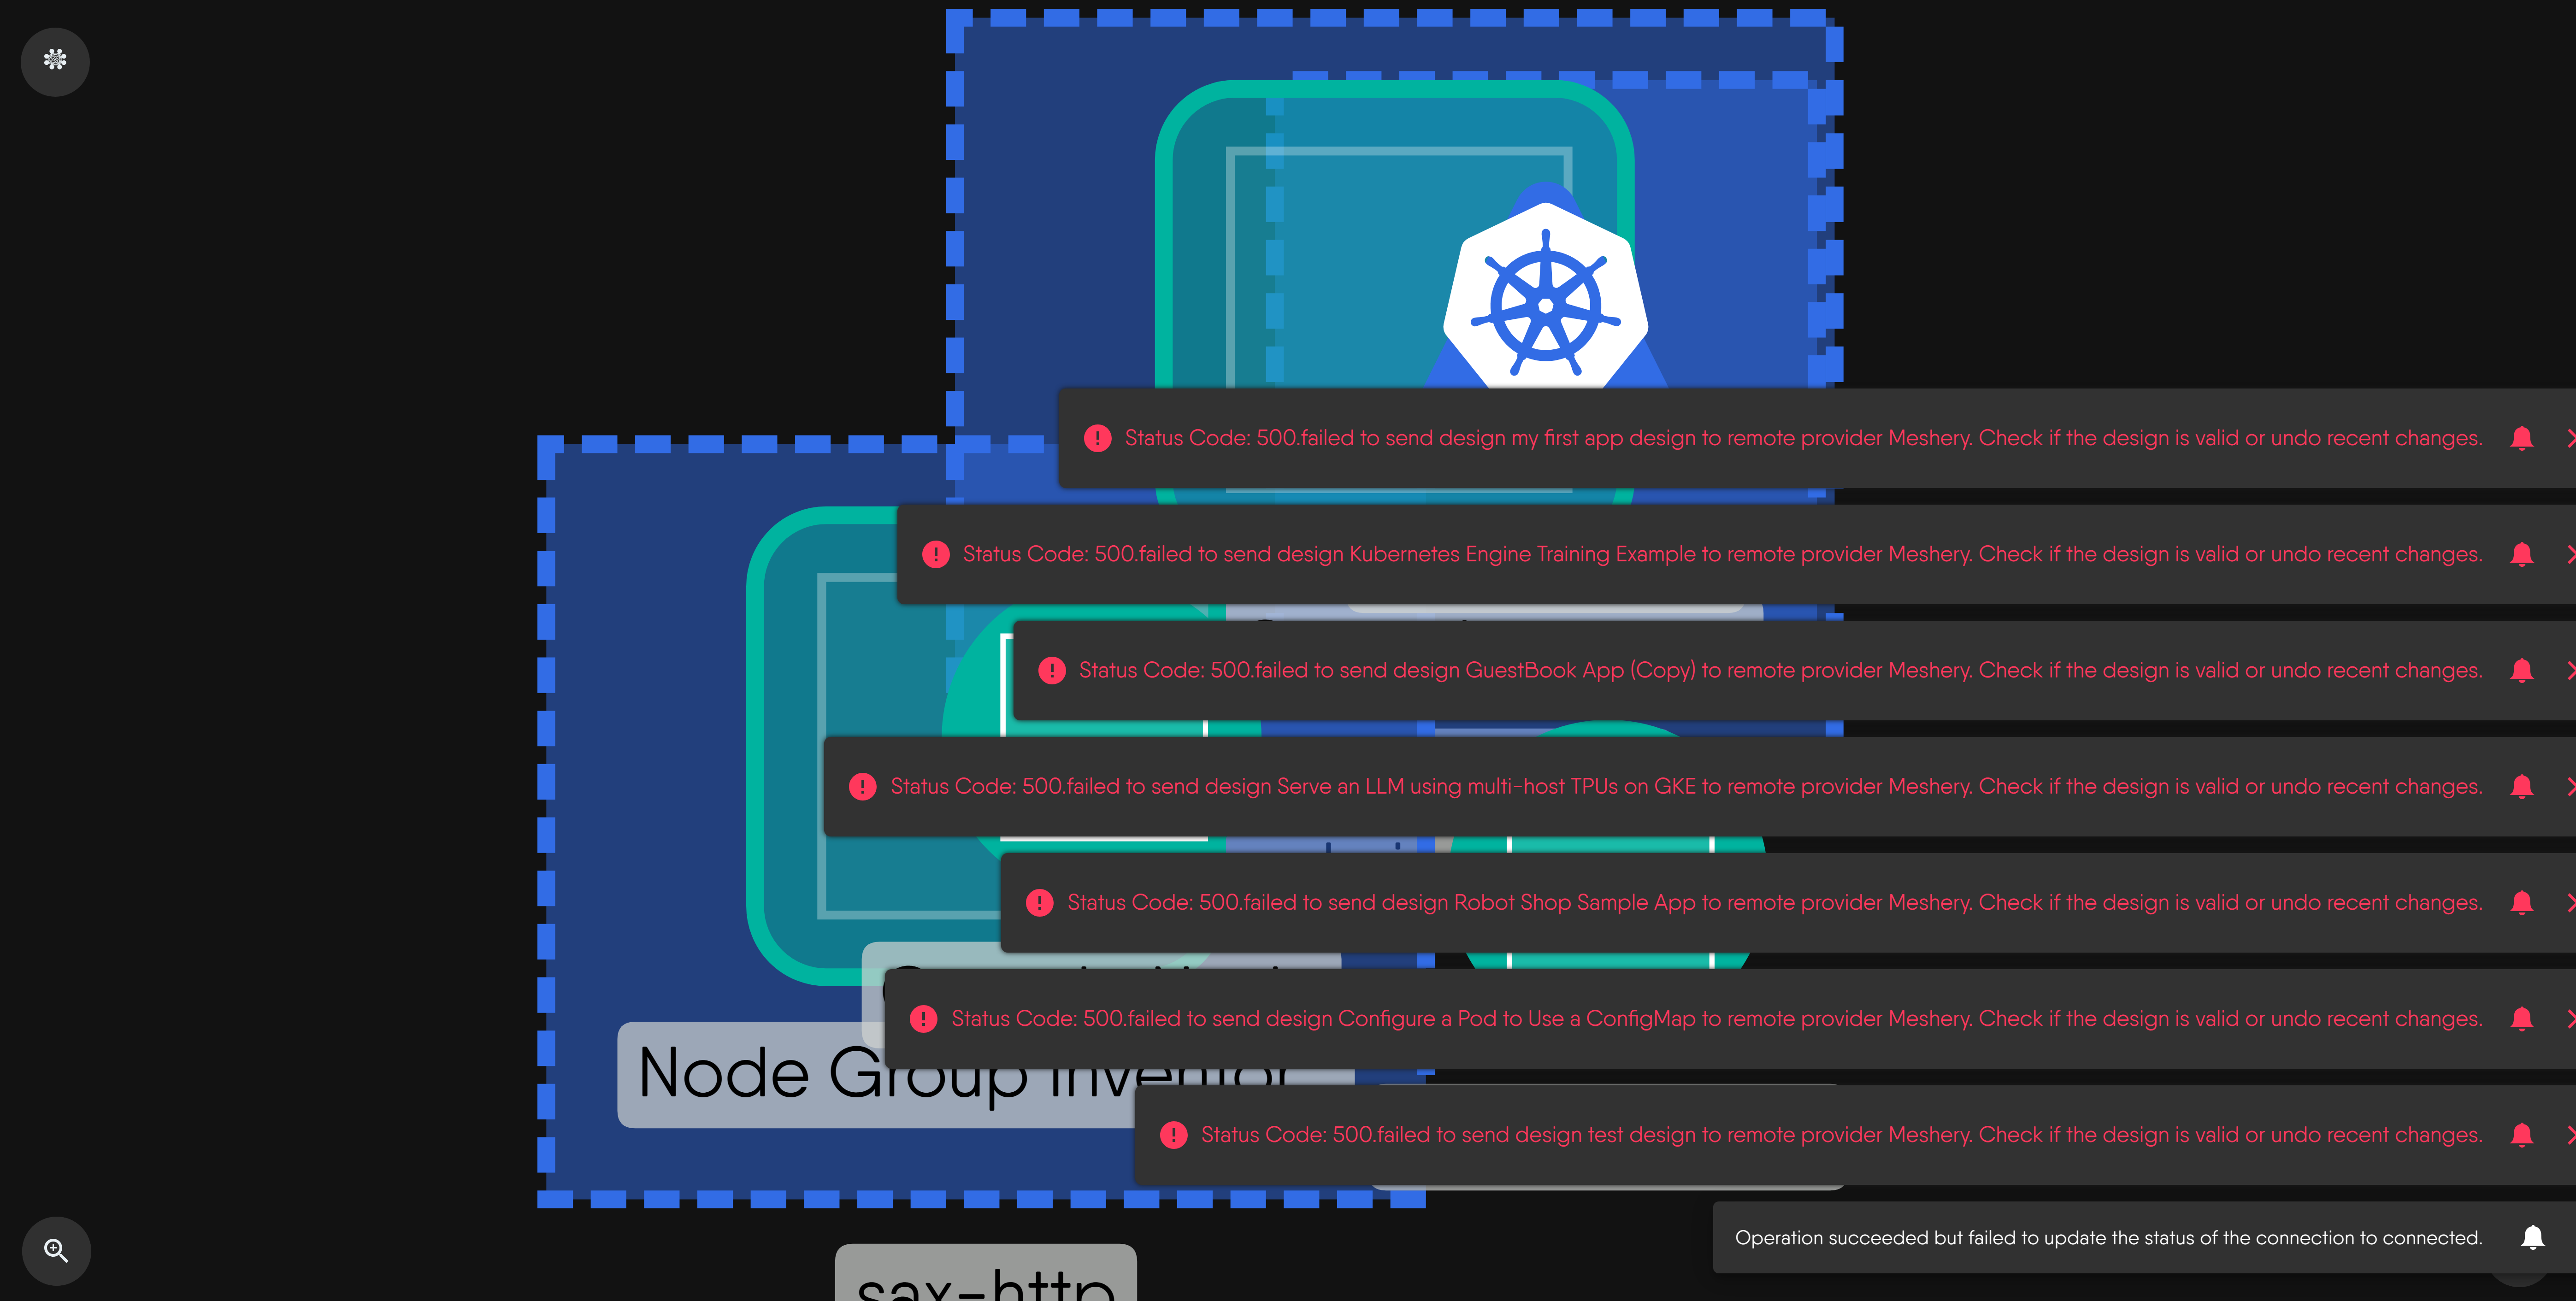 Status Code: 500.failed to send design my first app design to remote provider Meshery. Check if the design is valid or undo recent changes.
Status Code: 500.failed to send design Kubernetes Engine Training Example to remote provider Meshery. Check if the design is valid or undo recent changes.
Status Code: 500.failed to send design GuestBook App (Copy) to remote provider Meshery. Check if the design is valid or undo recent changes.
Status Code: 500.failed to send design Serve an LLM using multi-host TPUs on GKE to remote provider Meshery. Check if the design is valid or undo recent changes.
Status Code: 500.failed to send design Robot Shop Sample App to remote provider Meshery. Check if the design is valid or undo recent changes.
Status Code: 500.failed to send design Configure a Pod to Use a ConfigMap to remote provider Meshery. Check if the design is valid or undo recent changes.
Node Group
Status Code: 500.failed to send design test design to remote provider Meshery. Check if the design is valid or undo recent changes.
Operation succeeded but failed to update the status of the connection to connected.
sax-http